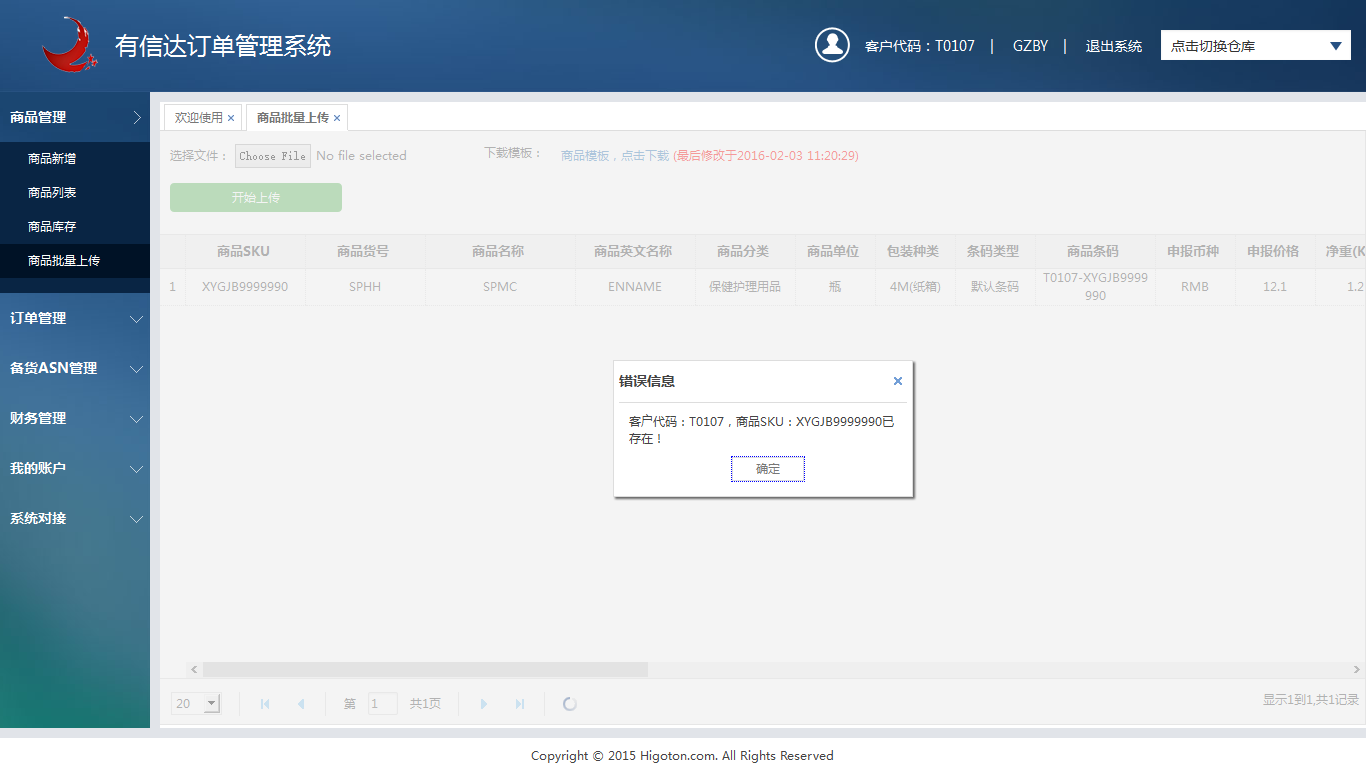 有信达订单管理系统
客户代码：T0107 | GZBY | 退出系统 点击切换仓库
商品管理
商品新增
商品列表
商品库存
商品批量上传
订单管理
备货ASN管理
财务管理
我的账户
系统对接
欢迎使用 × 商品批量上传 ×
选择文件： Choose File No file selected 下载模板： 商品模板，点击下载 (最后修改于2016-02-03 11:20:29)
开始上传
商品SKU 商品货号 商品名称 商品英文名称 商品分类 商品单位 包装种类 条码类型 商品条码 申报币种 申报价格 净重(K
1 XYGJB9999990 SPHH SPMC ENNAME 保健护理用品 瓶 4M(纸箱) 默认条码 T0107-XYGJB9999 RMB 12.1 1.2
990
错误信息 ×
客户代码：T0107，商品SKU：XYGJB9999990已
存在！
确定
20 第 1 共1页 显示1到1,共1记录
Copyright © 2015 Higoton.com. All Rights Reserved